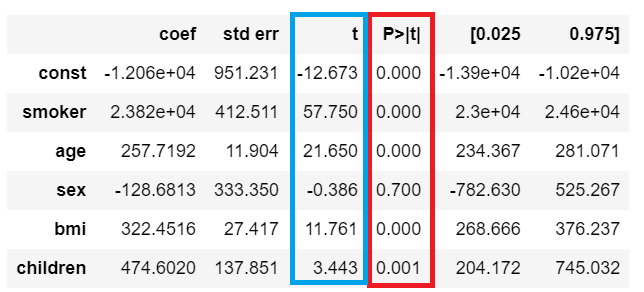 coef std err t P>|t| [0.025 0.975]
const -1.206e+04 951.231 -12.673 0.000 -1.39e+04 -1.02e+04
smoker 2.382e+04 412.511 57.750 0.000 2.3e+04 2.46e+04
age 257.7192 11.904 21.650 0.000 234.367 281.071
sex -128.6813 333.350 -0.386 0.700 -782.630 525.267
bmi 322.4516 27.417 11.761 0.000 268.666 376.237
children 474.6020 137.851 3.443 0.001 204.172 745.032